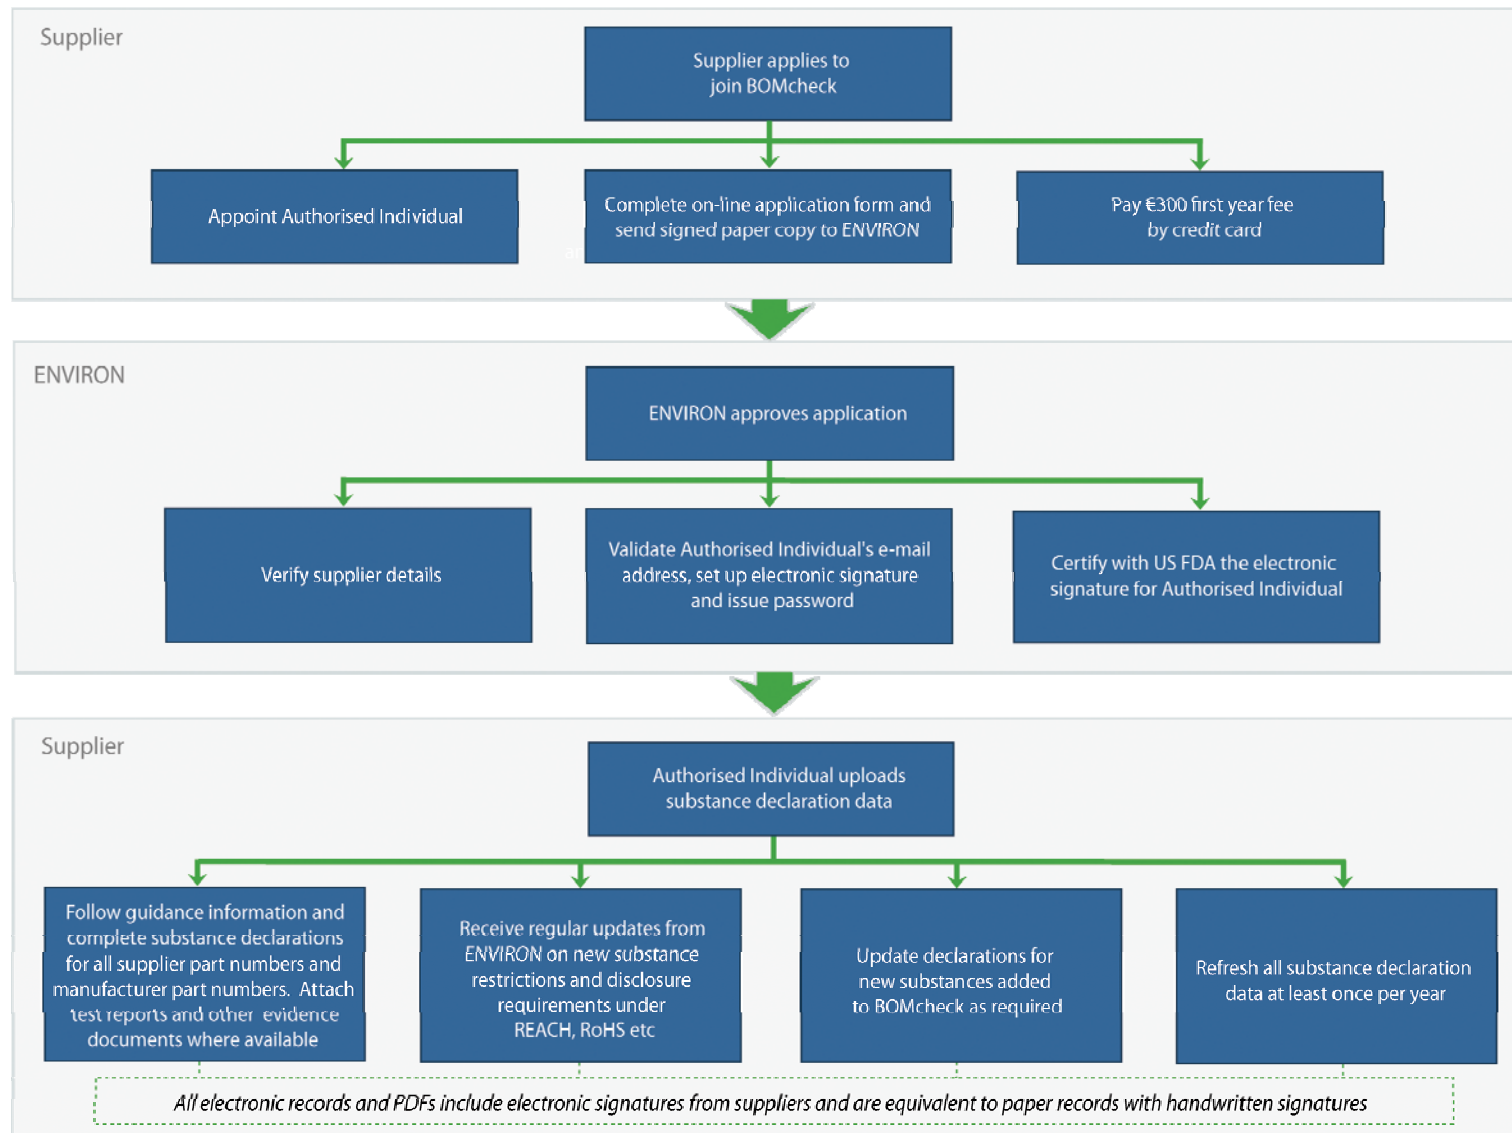 Supplier
Supplier applies to
join BOMcheck
Appoint Authorised Individual
Complete on-line application form and
send signed paper copy to ENVIRON
Pay €300 first year fee
by credit card
ENVIRON
ENVIRON approves application
Verify supplier details
Validate Authorised Individual's e-mail
address, set up electronic signature
and issue password
Certify with US FDA the electronic
signature for Authorised Individual
Supplier
Authorised Individual uploads
substance declaration data
Follow guidance information and
complete substance declarations
for all supplier part numbers and
manufacturer part numbers. Attach
test reports and other evidence
documents where available
Receive regular updates from
ENVIRON on new substance
restrictions and disclosure
requirements under
REACH, RoHS etc
Update declarations for
new substances added
to BOMcheck as required
Refresh all substance declaration
data at least once per year
All electronic records and PDFs include electronic signatures from suppliers and are equivalent to paper records with handwritten signatures